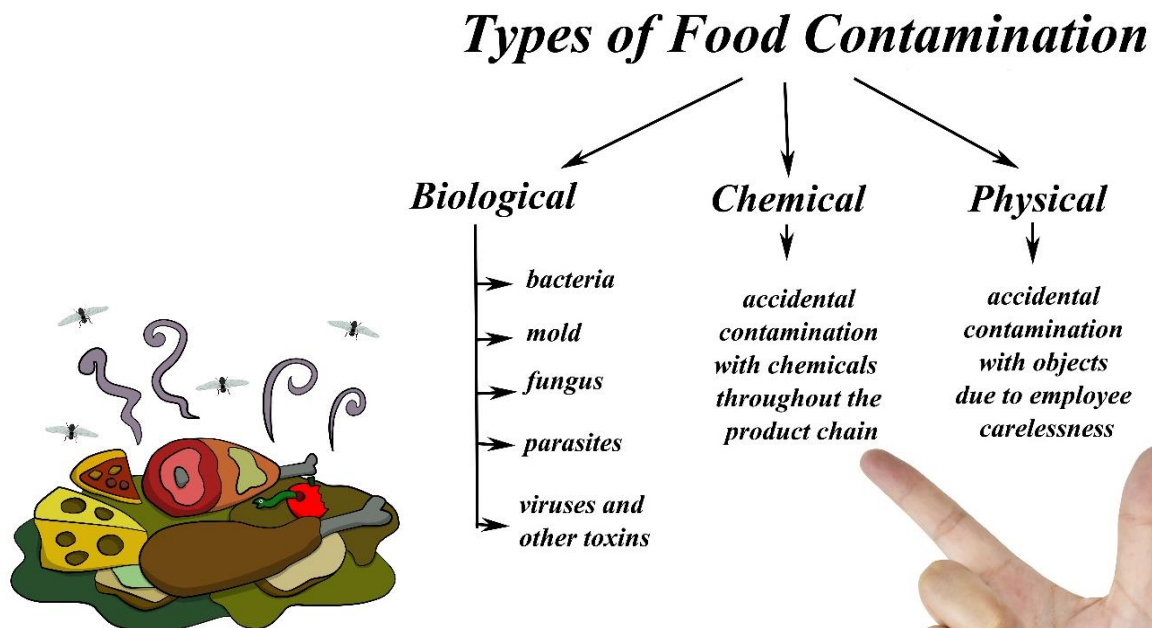 Types of Food Contamination
Biological
bacteria
mold
fungus
parasites
viruses and
other toxins
Chemical
accidental
contamination
with chemicals
throughout the
product chain
Physical
accidental
contamination
with objects
due to employee
carelessness